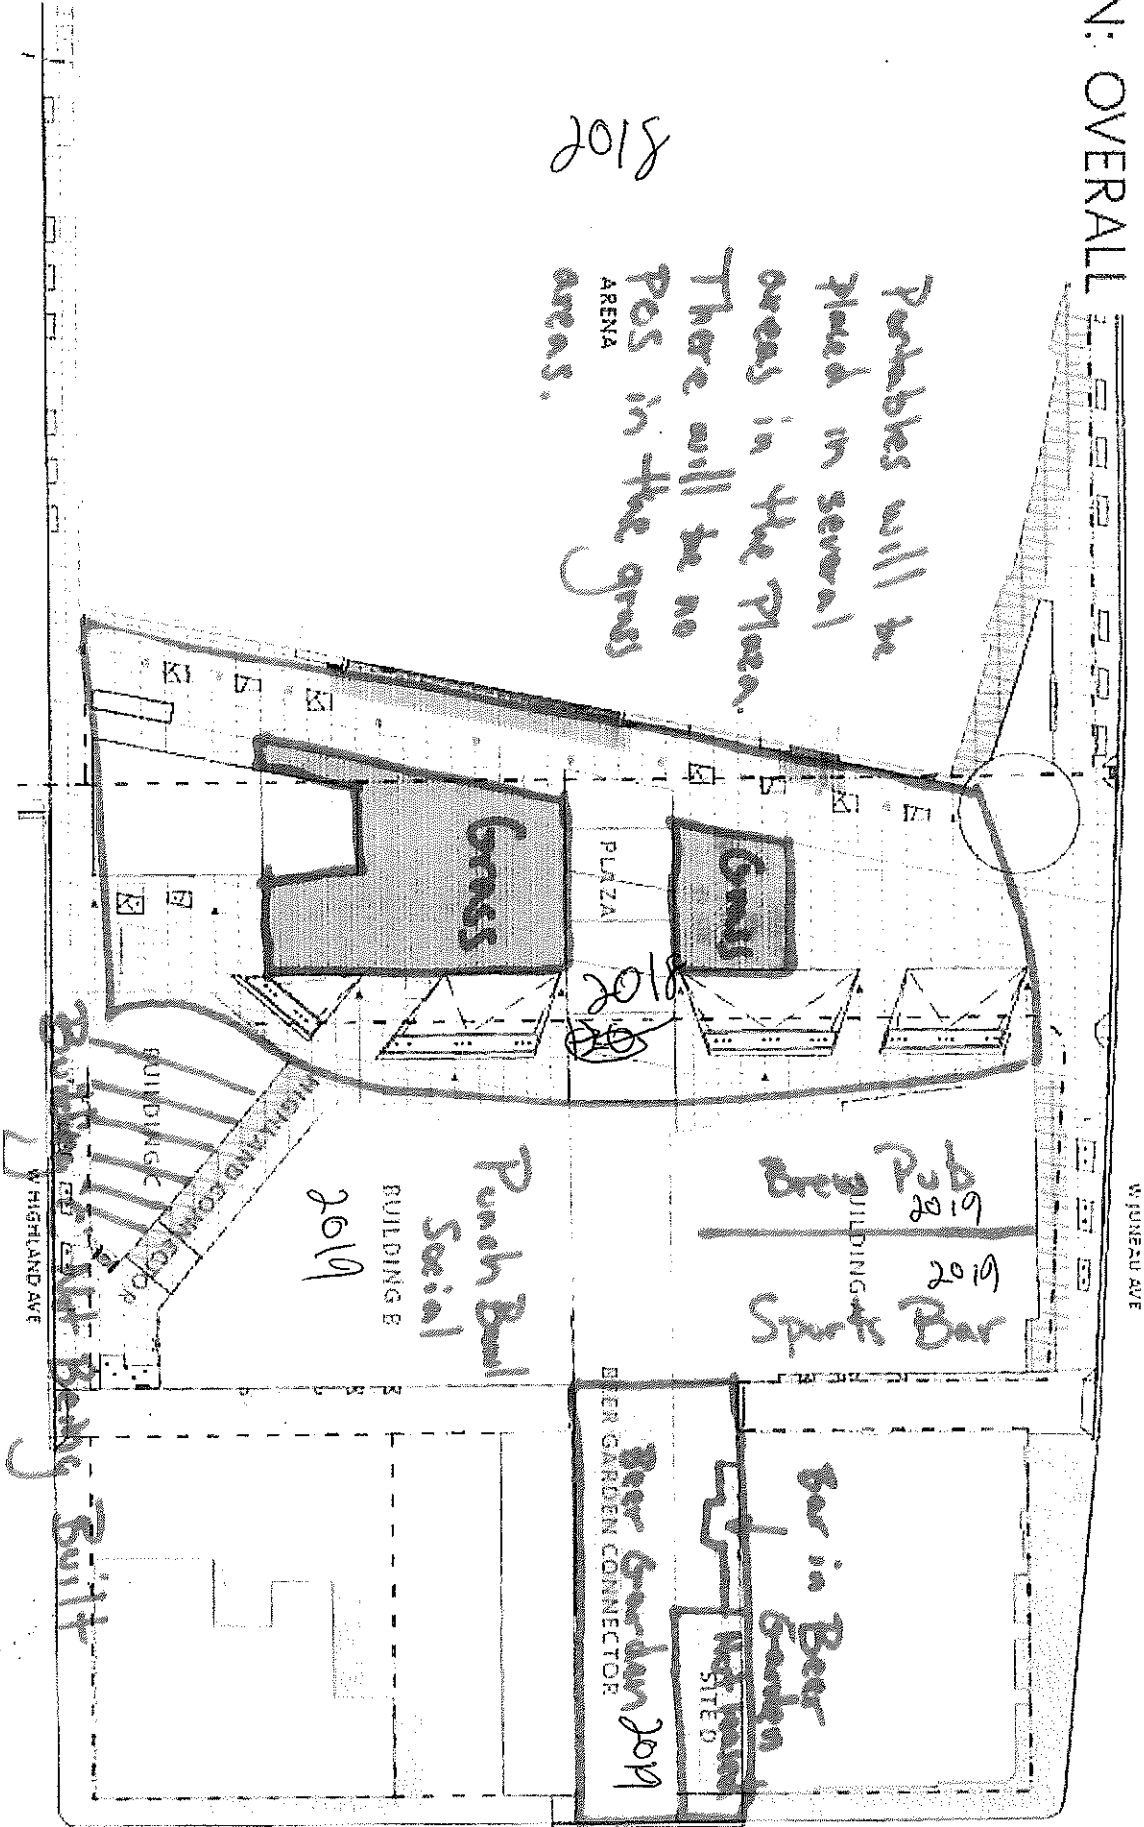 N: OVERALL
W JUNEAU AVE
2018
Portables will be
placed in several
areas in the Plaza.
There will be no
POS in the grass
areas.
ARENA
Grass
PLAZA
Grass
2018
Brew Pub
2019
BUILDING A
2019
Sports Bar
Punch Bowl
Social
BUILDING B
2019
HIGHLAND CORRIDOR
BUILDING C
Building C Not Being Built
W HIGHLAND AVE
Bar in Beer
Garden
SITE D
Not
BEER GARDEN CONNECTOR
Beer Garden 2019